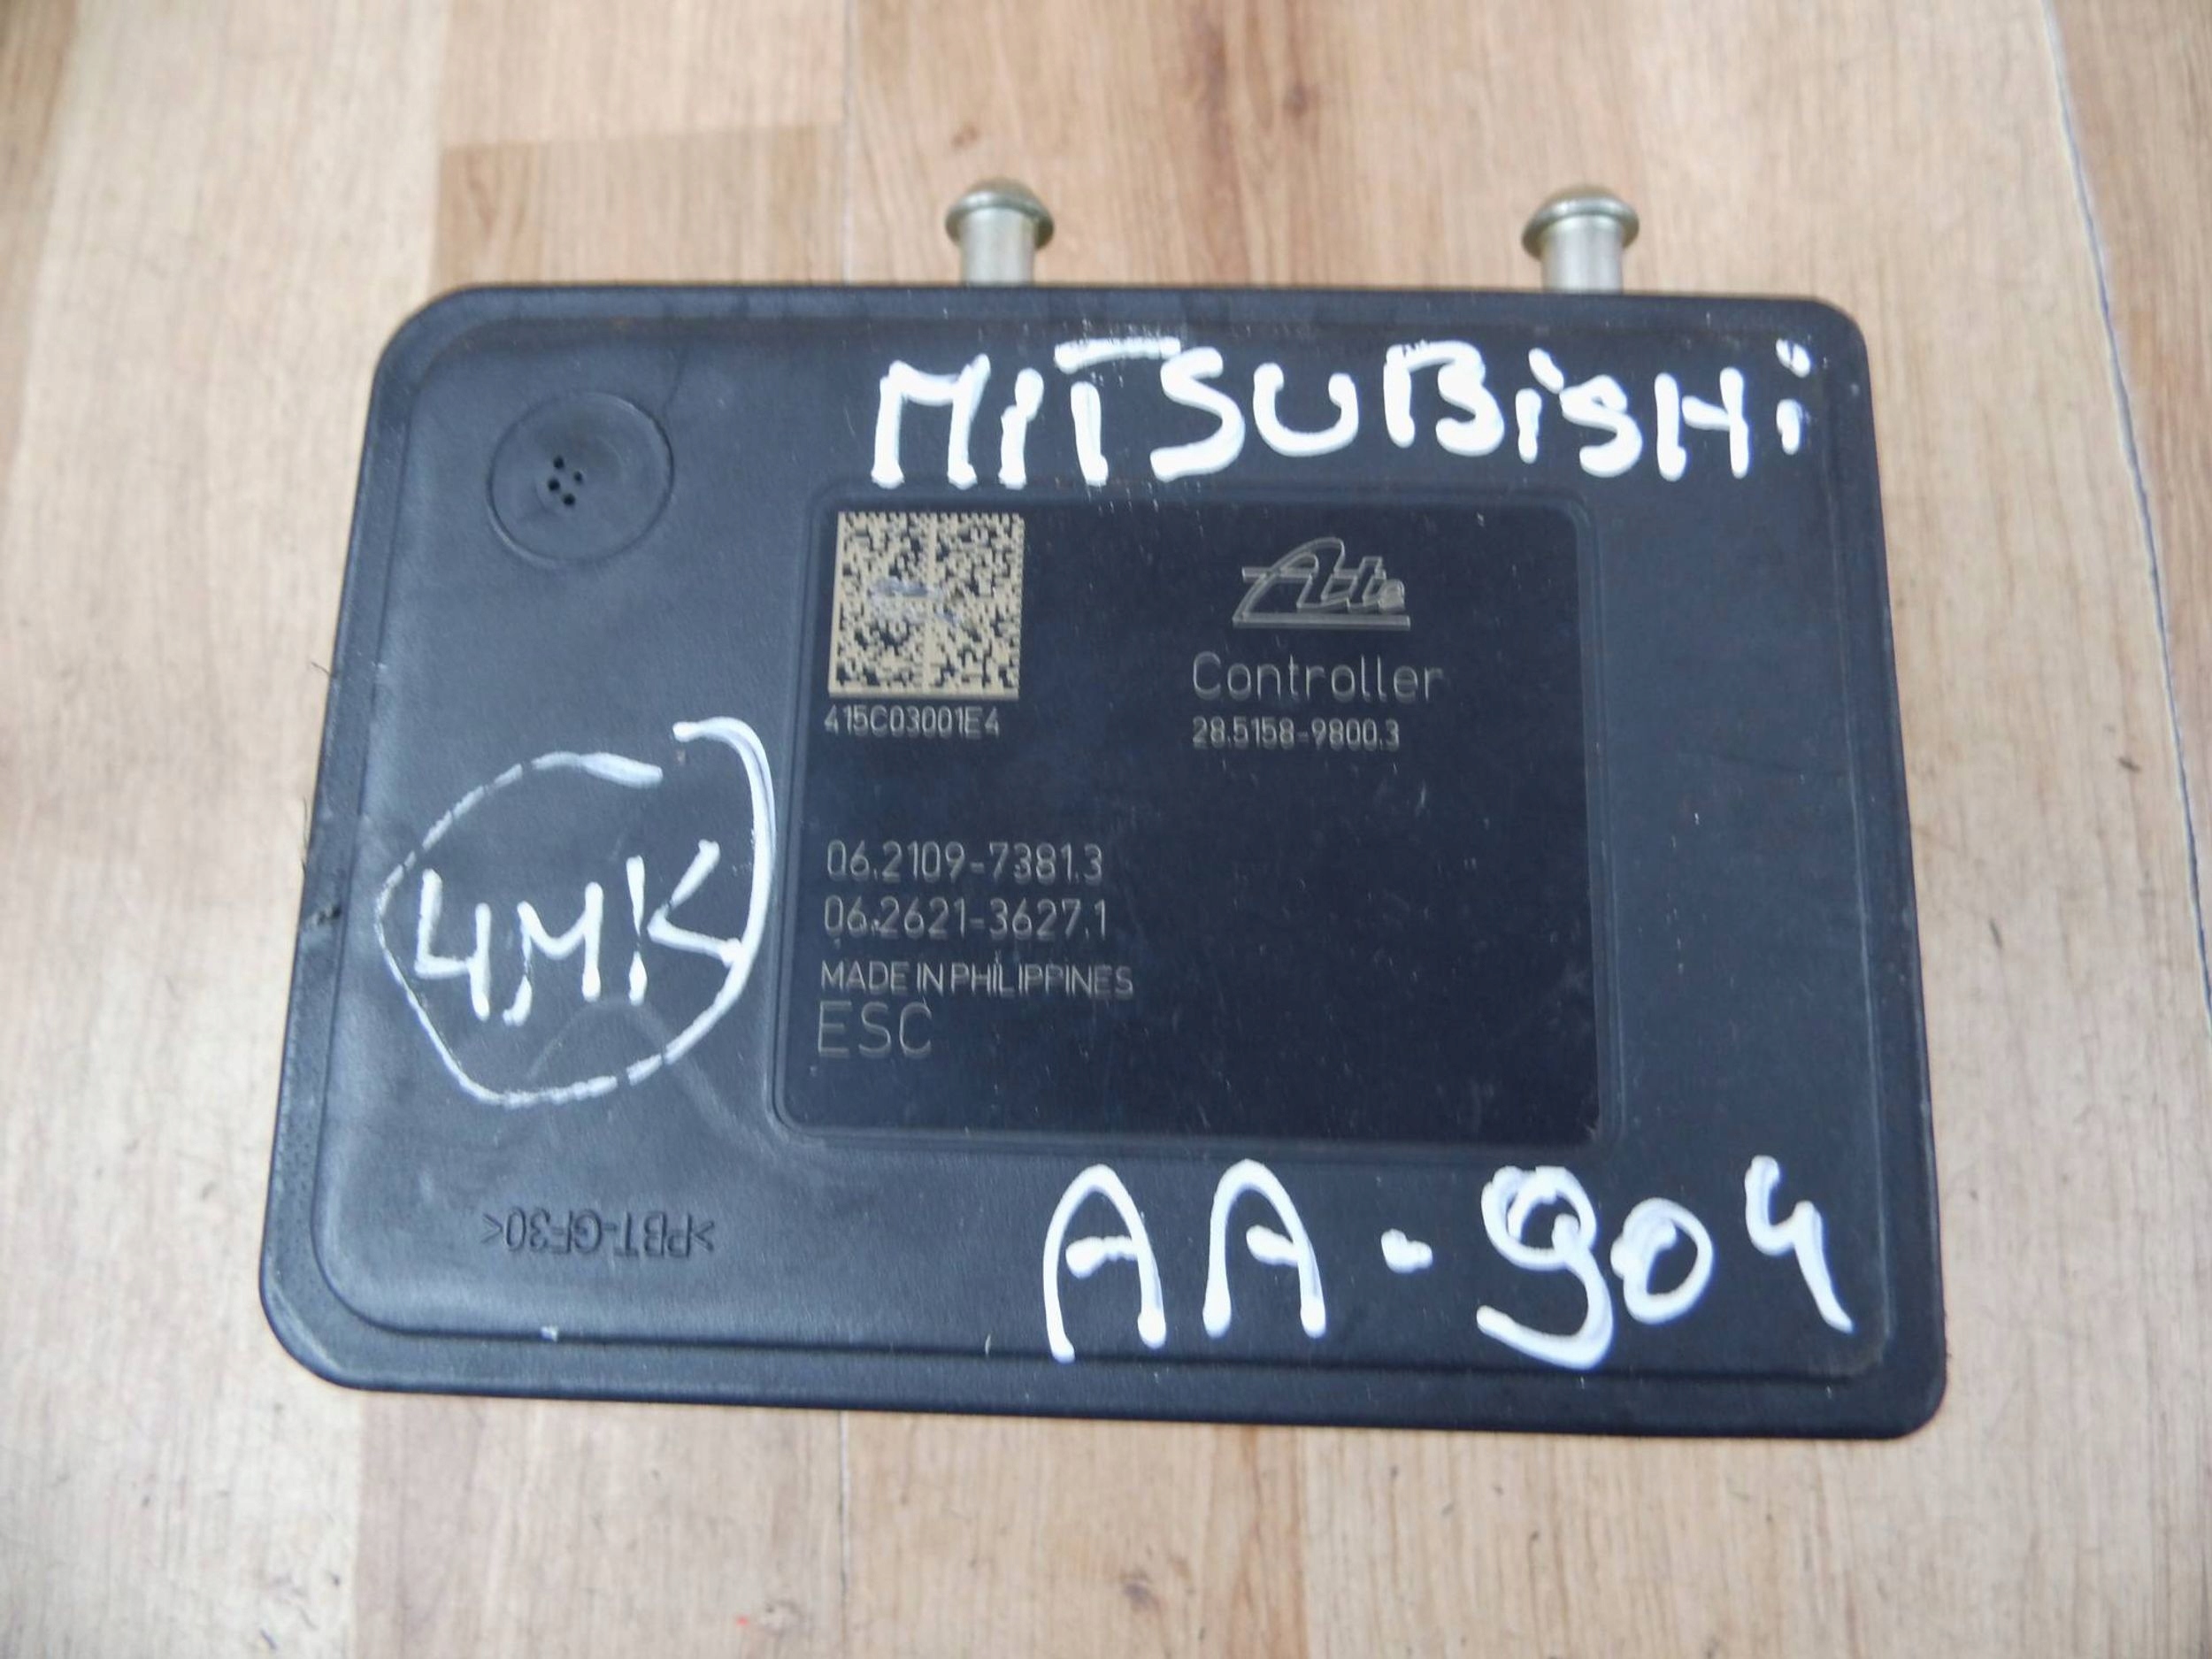 MITSUBiSHi
Ate
Controller
415C03001E4
28.5158-9800.3
06.2109-7381.3
06.2621-3627.1
MADE IN PHILIPPINES
ESC
4MK
>PBT-GF30<
AA-904